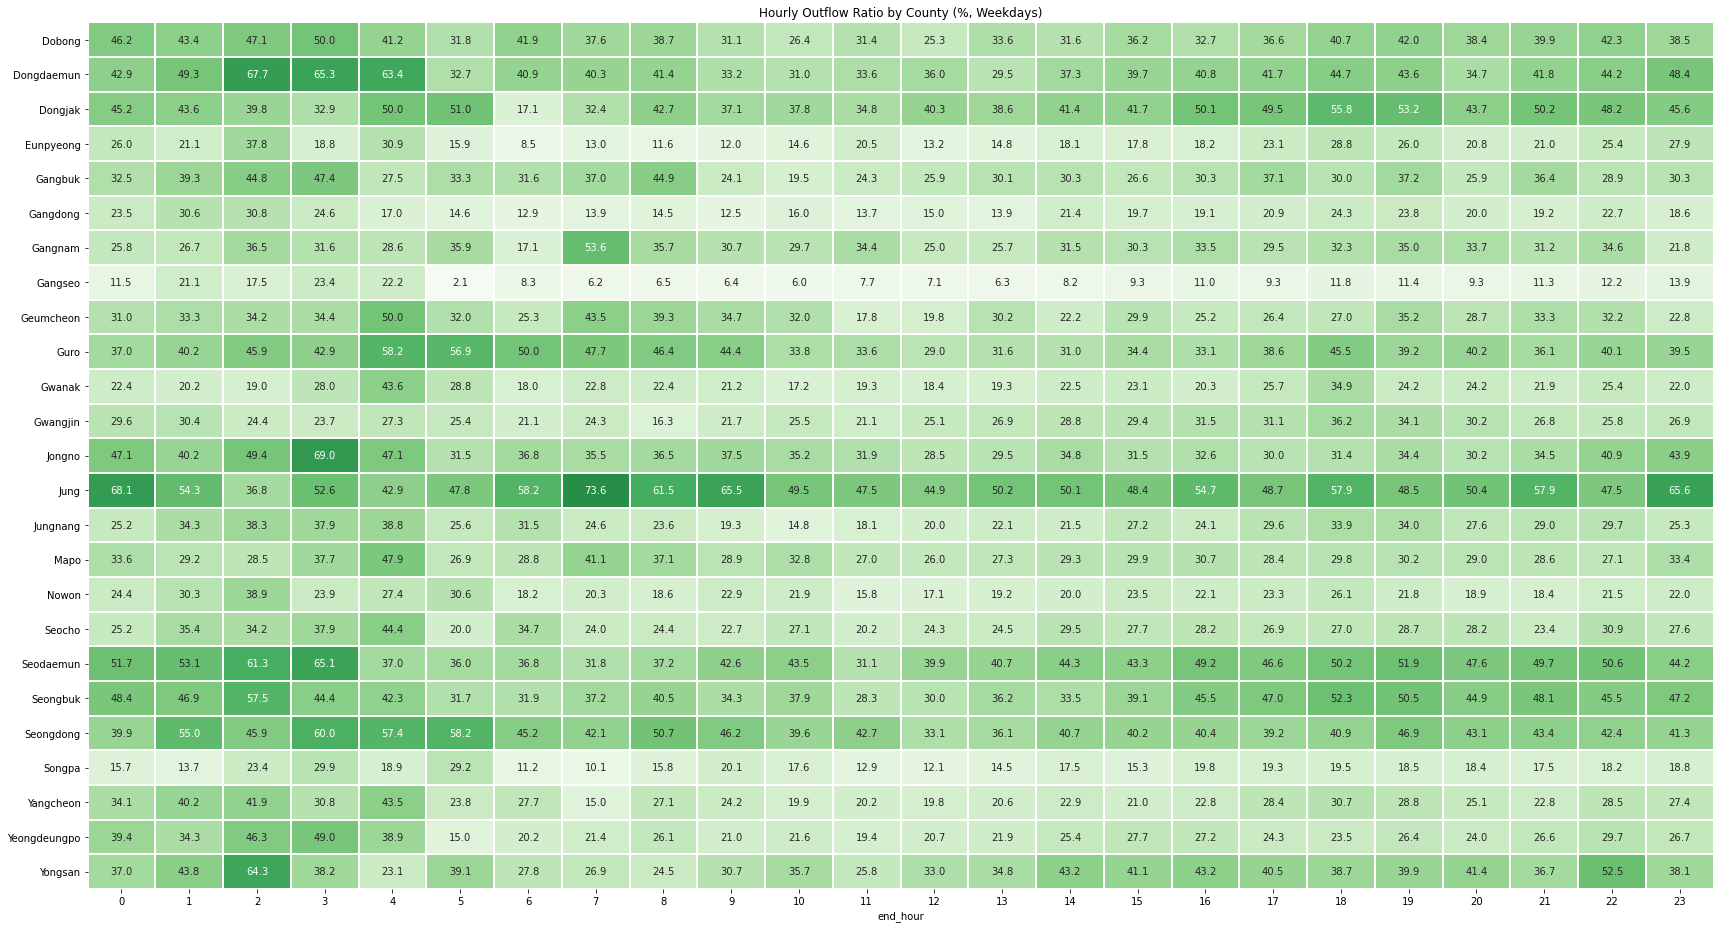 Hourly Outflow Ratio by County (%, Weekdays)
Dobong 46.2 43.4 47.1 50.0 41.2 31.8 41.9 37.6 38.7 31.1 26.4 31.4 25.3 33.6 31.6 36.2 32.7 36.6 40.7 42.0 38.4 39.9 42.3 38.5
Dongdaemun 42.9 49.3 67.7 65.3 63.4 32.7 40.9 40.3 41.4 33.2 31.0 33.6 36.0 29.5 37.3 39.7 40.8 41.7 44.7 43.6 34.7 41.8 44.2 48.4
Dongjak 45.2 43.6 39.8 32.9 50.0 51.0 17.1 32.4 42.7 37.1 37.8 34.8 40.3 38.6 41.4 41.7 50.1 49.5 55.8 53.2 43.7 50.2 48.2 45.6
Eunpyeong 26.0 21.1 37.8 18.8 30.9 15.9 8.5 13.0 11.6 12.0 14.6 20.5 13.2 14.8 18.1 17.8 18.2 23.1 28.8 26.0 20.8 21.0 25.4 27.9
Gangbuk 32.5 39.3 44.8 47.4 27.5 33.3 31.6 37.0 44.9 24.1 19.5 24.3 25.9 30.1 30.3 26.6 30.3 37.1 30.0 37.2 25.9 36.4 28.9 30.3
Gangdong 23.5 30.6 30.8 24.6 17.0 14.6 12.9 13.9 14.5 12.5 16.0 13.7 15.0 13.9 21.4 19.7 19.1 20.9 24.3 23.8 20.0 19.2 22.7 18.6
Gangnam 25.8 26.7 36.5 31.6 28.6 35.9 17.1 53.6 35.7 30.7 29.7 34.4 25.0 25.7 31.5 30.3 33.5 29.5 32.3 35.0 33.7 31.2 34.6 21.8
Gangseo 11.5 21.1 17.5 23.4 22.2 2.1 8.3 6.2 6.5 6.4 6.0 7.7 7.1 6.3 8.2 9.3 11.0 9.3 11.8 11.4 9.3 11.3 12.2 13.9
Geumcheon 31.0 33.3 34.2 34.4 50.0 32.0 25.3 43.5 39.3 34.7 32.0 17.8 19.8 30.2 22.2 29.9 25.2 26.4 27.0 35.2 28.7 33.3 32.2 22.8
Guro 37.0 40.2 45.9 42.9 58.2 56.9 50.0 47.7 46.4 44.4 33.8 33.6 29.0 31.6 31.0 34.4 33.1 38.6 45.5 39.2 40.2 36.1 40.1 39.5
Gwanak 22.4 20.2 19.0 28.0 43.6 28.8 18.0 22.8 22.4 21.2 17.2 19.3 18.4 19.3 22.5 23.1 20.3 25.7 34.9 24.2 24.2 21.9 25.4 22.0
Gwangjin 29.6 30.4 24.4 23.7 27.3 25.4 21.1 24.3 16.3 21.7 25.5 21.1 25.1 26.9 28.8 29.4 31.5 31.1 36.2 34.1 30.2 26.8 25.8 26.9
Jongno 47.1 40.2 49.4 69.0 47.1 31.5 36.8 35.5 36.5 37.5 35.2 31.9 28.5 29.5 34.8 31.5 32.6 30.0 31.4 34.4 30.2 34.5 40.9 43.9
Jung 68.1 54.3 36.8 52.6 42.9 47.8 58.2 73.6 61.5 65.5 49.5 47.5 44.9 50.2 50.1 48.4 54.7 48.7 57.9 48.5 50.4 57.9 47.5 65.6
Jungnang 25.2 34.3 38.3 37.9 38.8 25.6 31.5 24.6 23.6 19.3 14.8 18.1 20.0 22.1 21.5 27.2 24.1 29.6 33.9 34.0 27.6 29.0 29.7 25.3
Mapo 33.6 29.2 28.5 37.7 47.9 26.9 28.8 41.1 37.1 28.9 32.8 27.0 26.0 27.3 29.3 29.9 30.7 28.4 29.8 30.2 29.0 28.6 27.1 33.4
Nowon 24.4 30.3 38.9 23.9 27.4 30.6 18.2 20.3 18.6 22.9 21.9 15.8 17.1 19.2 20.0 23.5 22.1 23.3 26.1 21.8 18.9 18.4 21.5 22.0
Seocho 25.2 35.4 34.2 37.9 44.4 20.0 34.7 24.0 24.4 22.7 27.1 20.2 24.3 24.5 29.5 27.7 28.2 26.9 27.0 28.7 28.2 23.4 30.9 27.6
Seodaemun 51.7 53.1 61.3 65.1 37.0 36.0 36.8 31.8 37.2 42.6 43.5 31.1 39.9 40.7 44.3 43.3 49.2 46.6 50.2 51.9 47.6 49.7 50.6 44.2
Seongbuk 48.4 46.9 57.5 44.4 42.3 31.7 31.9 37.2 40.5 34.3 37.9 28.3 30.0 36.2 33.5 39.1 45.5 47.0 52.3 50.5 44.9 48.1 45.5 47.2
Seongdong 39.9 55.0 45.9 60.0 57.4 58.2 45.2 42.1 50.7 46.2 39.6 42.7 33.1 36.1 40.7 40.2 40.4 39.2 40.9 46.9 43.1 43.4 42.4 41.3
Songpa 15.7 13.7 23.4 29.9 18.9 29.2 11.2 10.1 15.8 20.1 17.6 12.9 12.1 14.5 17.5 15.3 19.8 19.3 19.5 18.5 18.4 17.5 18.2 18.8
Yangcheon 34.1 40.2 41.9 30.8 43.5 23.8 27.7 15.0 27.1 24.2 19.9 20.2 19.8 20.6 22.9 21.0 22.8 28.4 30.7 28.8 25.1 22.8 28.5 27.4
Yeongdeungpo 39.4 34.3 46.3 49.0 38.9 15.0 20.2 21.4 26.1 21.0 21.6 19.4 20.7 21.9 25.4 27.7 27.2 24.3 23.5 26.4 24.0 26.6 29.7 26.7
Yongsan 37.0 43.8 64.3 38.2 23.1 39.1 27.8 26.9 24.5 30.7 35.7 25.8 33.0 34.8 43.2 41.1 43.2 40.5 38.7 39.9 41.4 36.7 52.5 38.1
0 1 2 3 4 5 6 7 8 9 10 11 12 13 14 15 16 17 18 19 20 21 22 23
end_hour